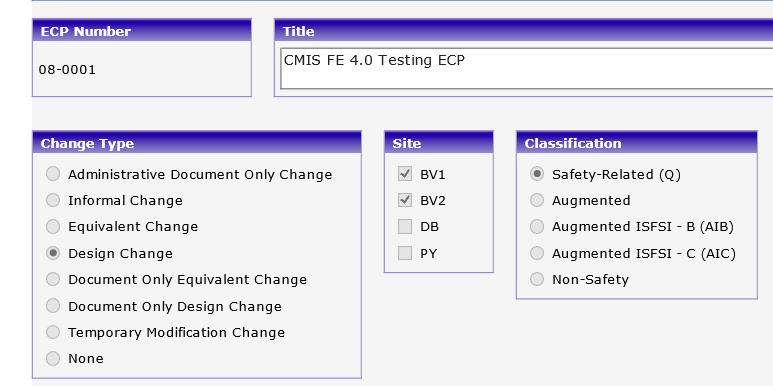 ECP Number
Title
08-0001
CMIS FE 4.0 Testing ECP
Change Type
Administrative Document Only Change
Informal Change
Equivalent Change
Design Change
Document Only Equivalent Change
Document Only Design Change
Temporary Modification Change
None
Site
BV1
BV2
DB
PY
Classification
Safety-Related (Q)
Augmented
Augmented ISFSI - B (AIB)
Augmented ISFSI - C (AIC)
Non-Safety